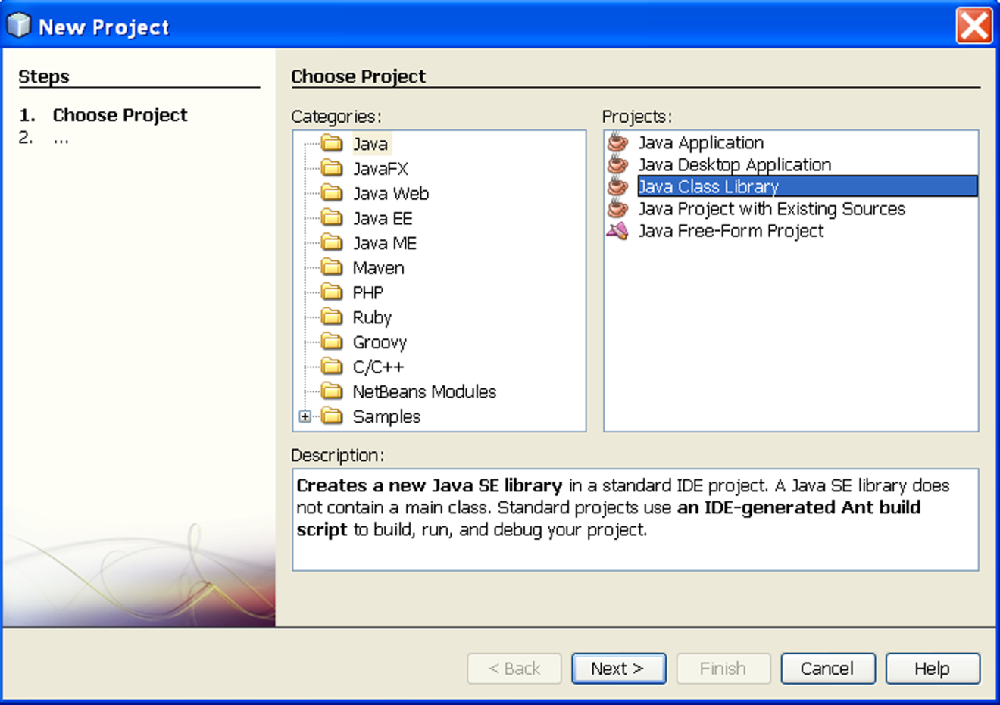 New Project
Steps
1. Choose Project
2. ...
Choose Project
Categories:
Java
JavaFX
Java Web
Java EE
Java ME
Maven
PHP
Ruby
Groovy
C/C++
NetBeans Modules
Samples
Projects:
Java Application
Java Desktop Application
Java Class Library
Java Project with Existing Sources
Java Free-Form Project
Description:
Creates a new Java SE library in a standard IDE project. A Java SE library does
not contain a main class. Standard projects use an IDE-generated Ant build
script to build, run, and debug your project.
< Back
Next >
Finish
Cancel
Help